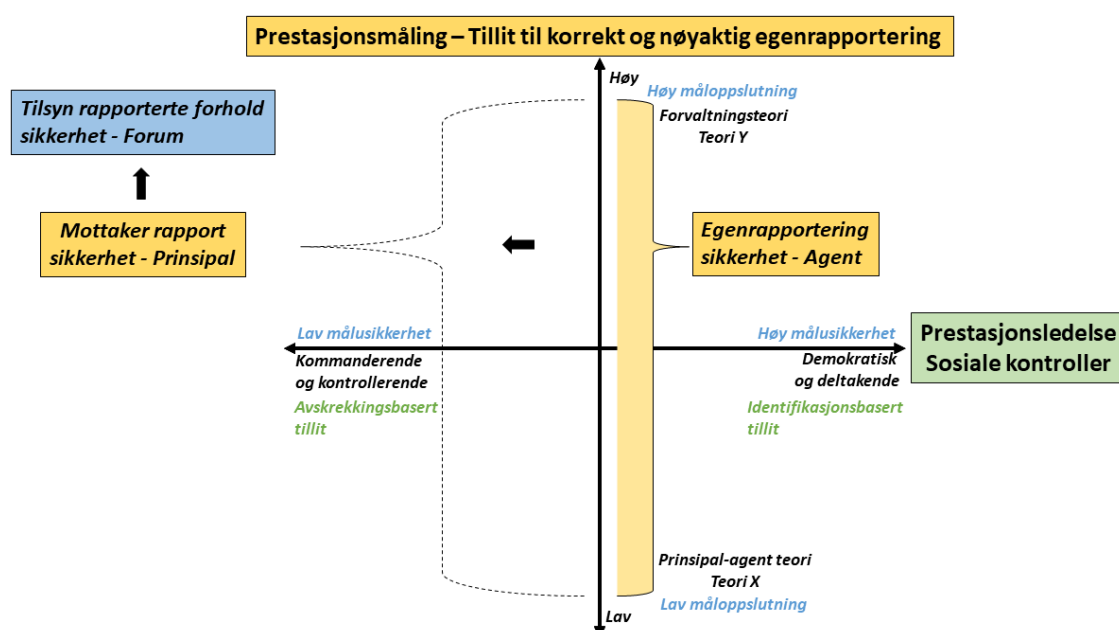 Prestasjonsmåling – Tillit til korrekt og nøyaktig egenrapportering
Høy
Høy måloppslutning
Forvaltningsteori
Teori Y
Tilsyn rapporterte forhold
sikkerhet - Forum
Mottaker rapport
sikkerhet - Prinsipal
Egenrapportering
sikkerhet - Agent
Lav målusikkerhet
Kommanderende
og kontrollerende
Avskrekkingsbasert
tillit
Høy målusikkerhet
Demokratisk
og deltakende
Identifikasjonsbasert
tillit
Prestasjonsledelse
Sosiale kontroller
Prinsipal-agent teori
Teori X
Lav måloppslutning
Lav